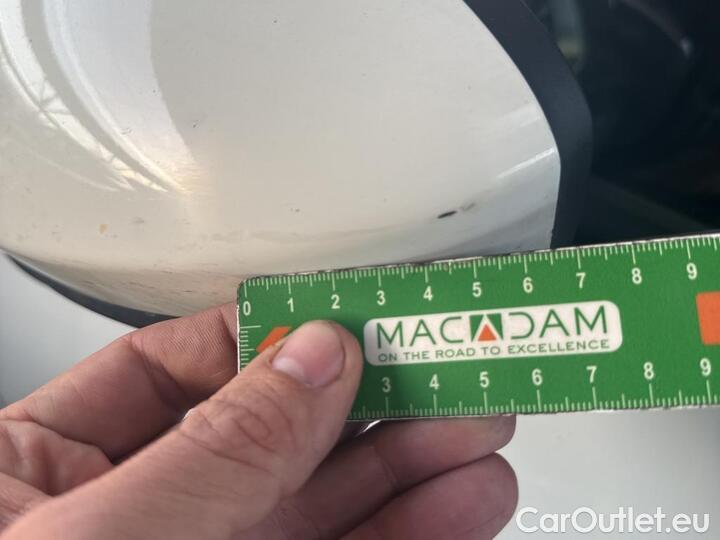 0 1 2 3 4 5 6 7 8 9
MACADAM
ON THE ROAD TO EXCELLENCE
3 4 5 6 7 8 9
CarOutlet.eu